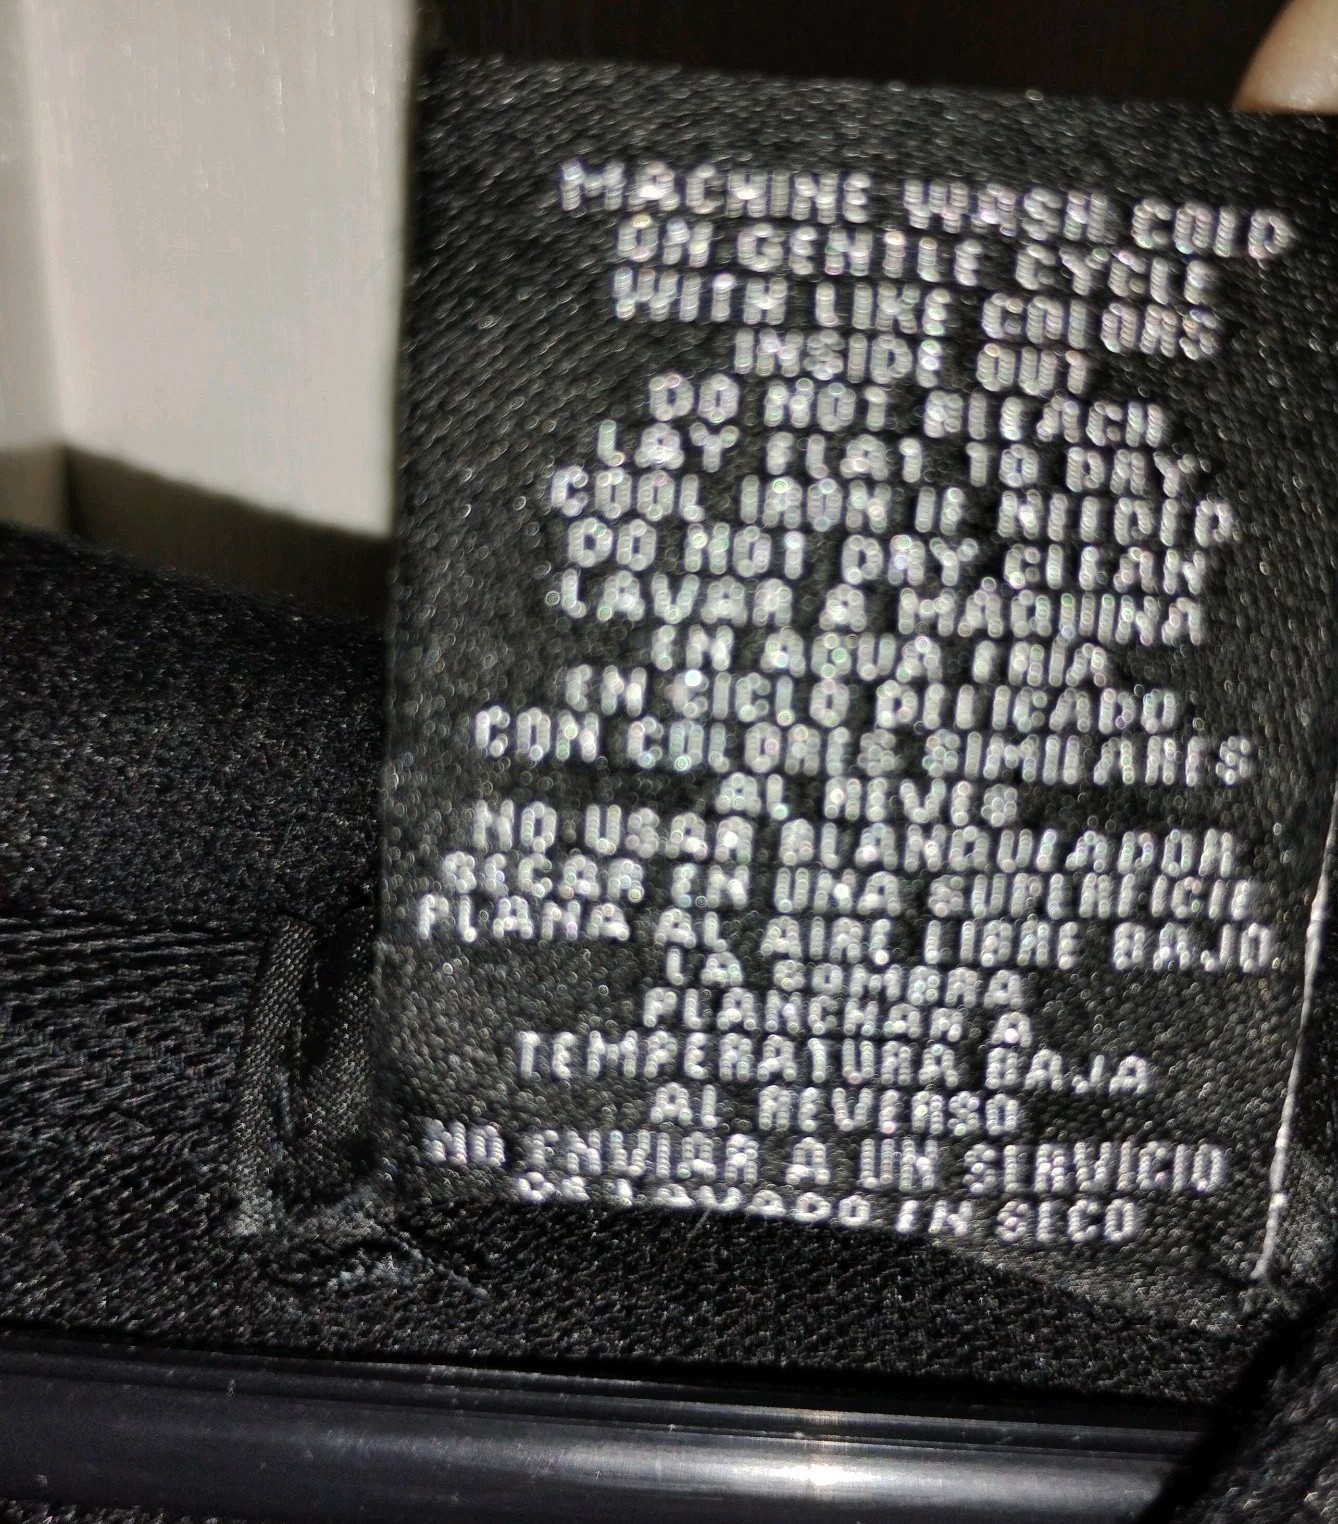 MACHINE WASH COLD
ON GENTLE CYCLE
WITH LIKE COLORS
INSIDE OUT
DO NOT BLEACH
LAY FLAT TO DRY
COOL IRON IF NEEDED
DO NOT DRY CLEAN
LAVAR A MAQUINA
EN AGUA FRIA
EN CICLO DELICADO
CON COLORES SIMILARES
AL REVES
NO USAR BLANQUEADOR
SECAR EN UNA SUPERFICIE
PLANA AL AIRE LIBRE BAJO
LA SOMBRA
PLANCHAR A
TEMPERATURA BAJA
AL REVERSO
NO ENVIAR A UN SERVICIO
DE LAVADO EN SECO